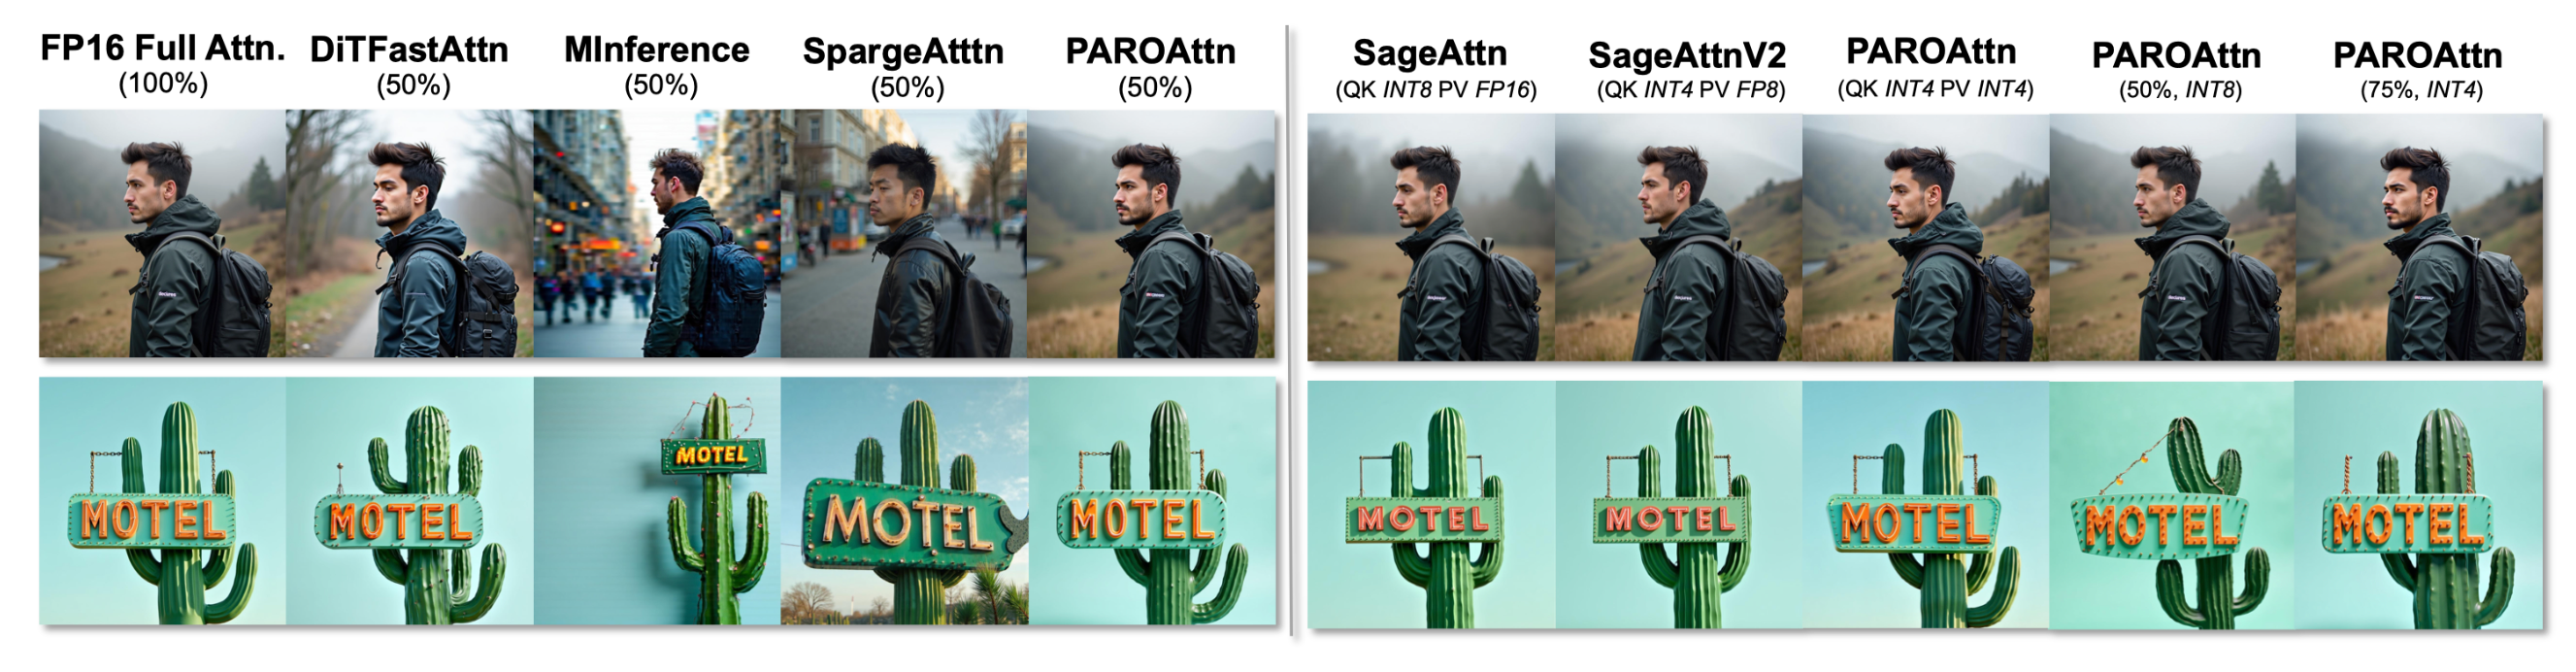 FP16 Full Attn.
(100%)
DiTFastAttn
(50%)
MInference
(50%)
SpargeAtttn
(50%)
PAROAttn
(50%)
SageAttn
(QK INT8 PV FP16)
SageAttnV2
(QK INT4 PV FP8)
PAROAttn
(QK INT4 PV INT4)
PAROAttn
(50%, INT8)
PAROAttn
(75%, INT4)
MOTEL
MOTEL
MOTEL
MOTEL
MOTEL
MOTEL
MOTEL
MOTEL
MOTEL
MOTEL